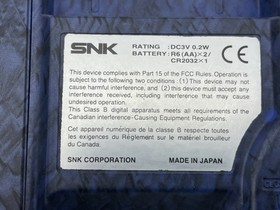 SNK RATING : DC3V 0.2W
BATTERY : R6 (AA)×2/
CR2032×1
CE
This device complies with Part 15 of the FCC Rules. Operation is
subject to the following two conditions: (1) This device may not
cause harmful interference, and (2) this device must accept any
interference received, including interference that may cause
undesired operation.
This Class B digital apparatus meets all requirements of the
Canadian interference-Causing Equipment Regulations.
Cet appareil numérique de la classe B respecte toutes les
exigences du Règlement sur le matériel brouilleur
du Canada.
SNK CORPORATION MADE IN JAPAN